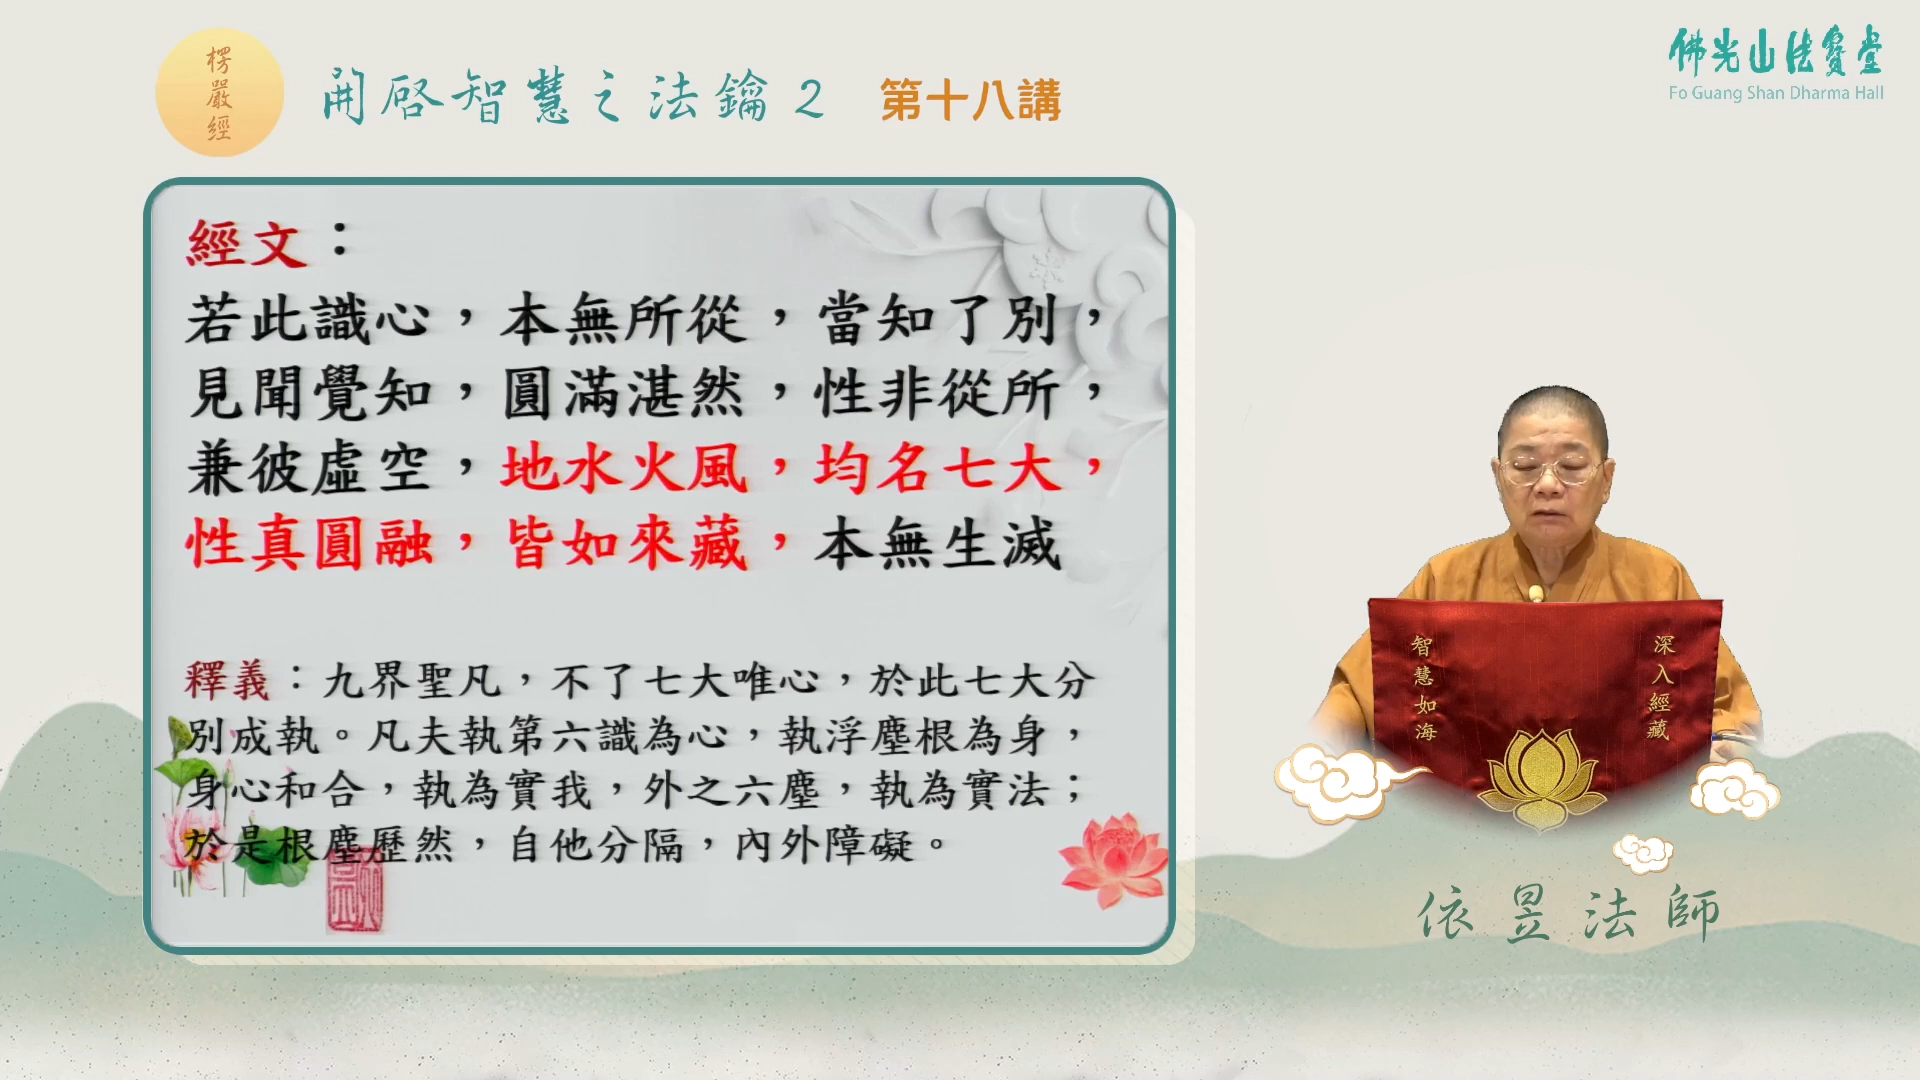 楞嚴經
開啓智慧之法鑰 2
第十八講
佛光山法寶堂
Fo Guang Shan Dharma Hall
經文：
若此識心，本無所從，當知了別，
見聞覺知，圓滿湛然，性非從所，
兼彼虛空，地水火風，均名七大，
性真圓融，皆如來藏，本無生滅
釋義：九界聖凡，不了七大唯心，於此七大分
別成執。凡夫執第六識為心，執浮塵根為身，
身心和合，執為實我，外之六塵，執為實法；
於是根塵歷然，自他分隔，內外障礙。
深入經藏
智慧如海
依昱法師